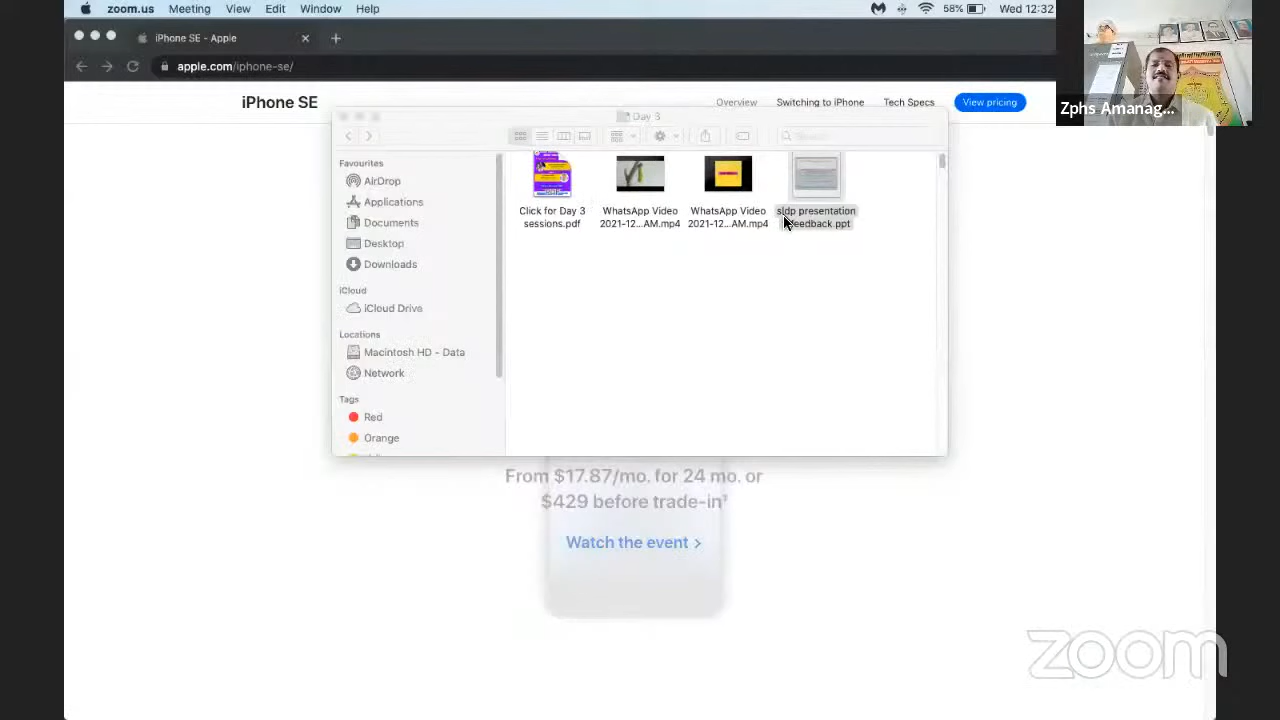 zoom.us Meeting View Edit Window Help 58% Wed 12:32
iPhone SE - Apple
apple.com/iphone-se/
iPhone SE
Overview Switching to iPhone Tech Specs View pricing
Zphs Amanag...
Day 3
Search
Favourites
AirDrop
Applications
Documents
Desktop
Downloads
iCloud
iCloud Drive
Locations
Macintosh HD - Data
Network
Tags
Red
Orange
Click for Day 3
sessions.pdf
WhatsApp Video
2021-12...AM.mp4
WhatsApp Video
2021-12...AM.mp4
sldp presentation
feedback.ppt
From $17.87/mo. for 24 mo. or
$429 before trade-in
Watch the event >
zoom